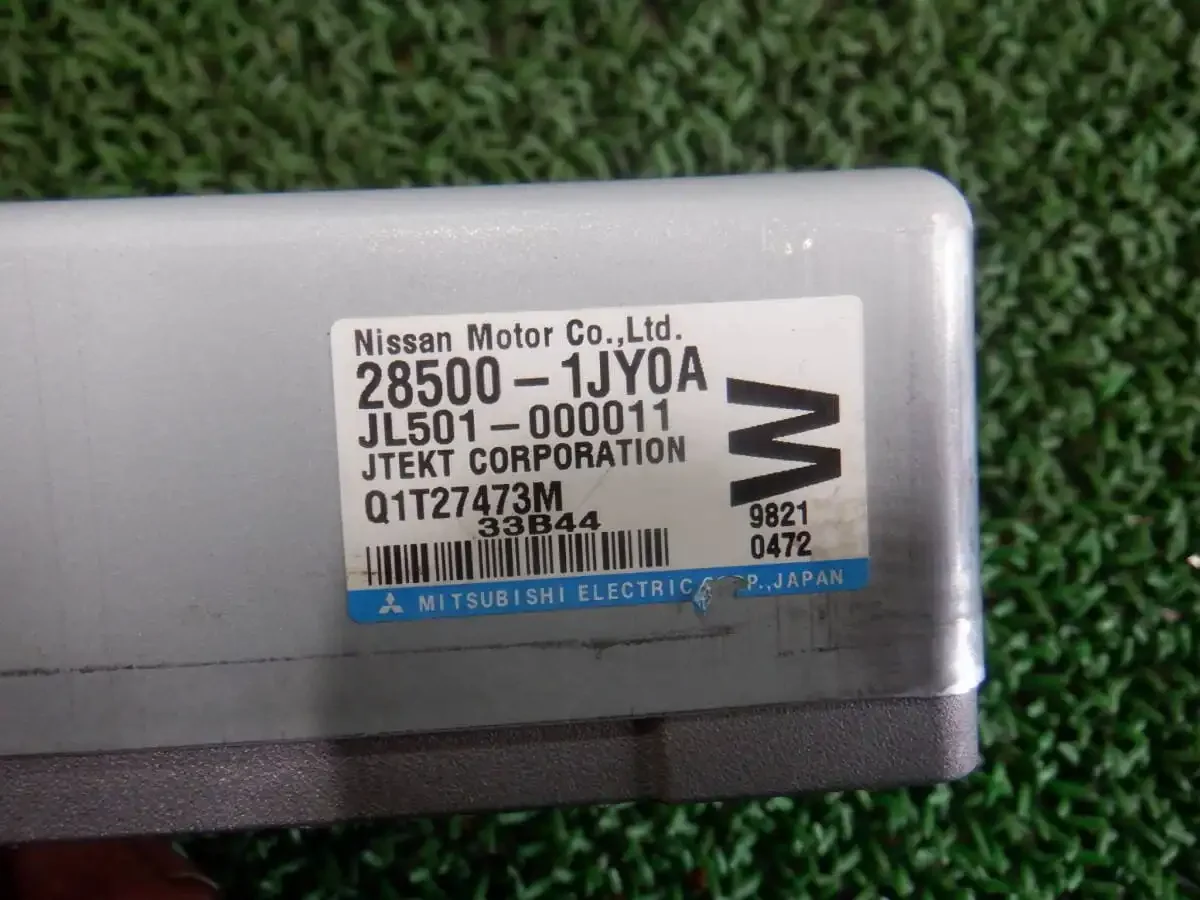 Nissan Motor Co.,Ltd.
28500-1JY0A
JL501-000011
JTEKT CORPORATION
Q1T27473M
33B44
W
9821
0472
MITSUBISHI ELECTRIC P.,JAPAN